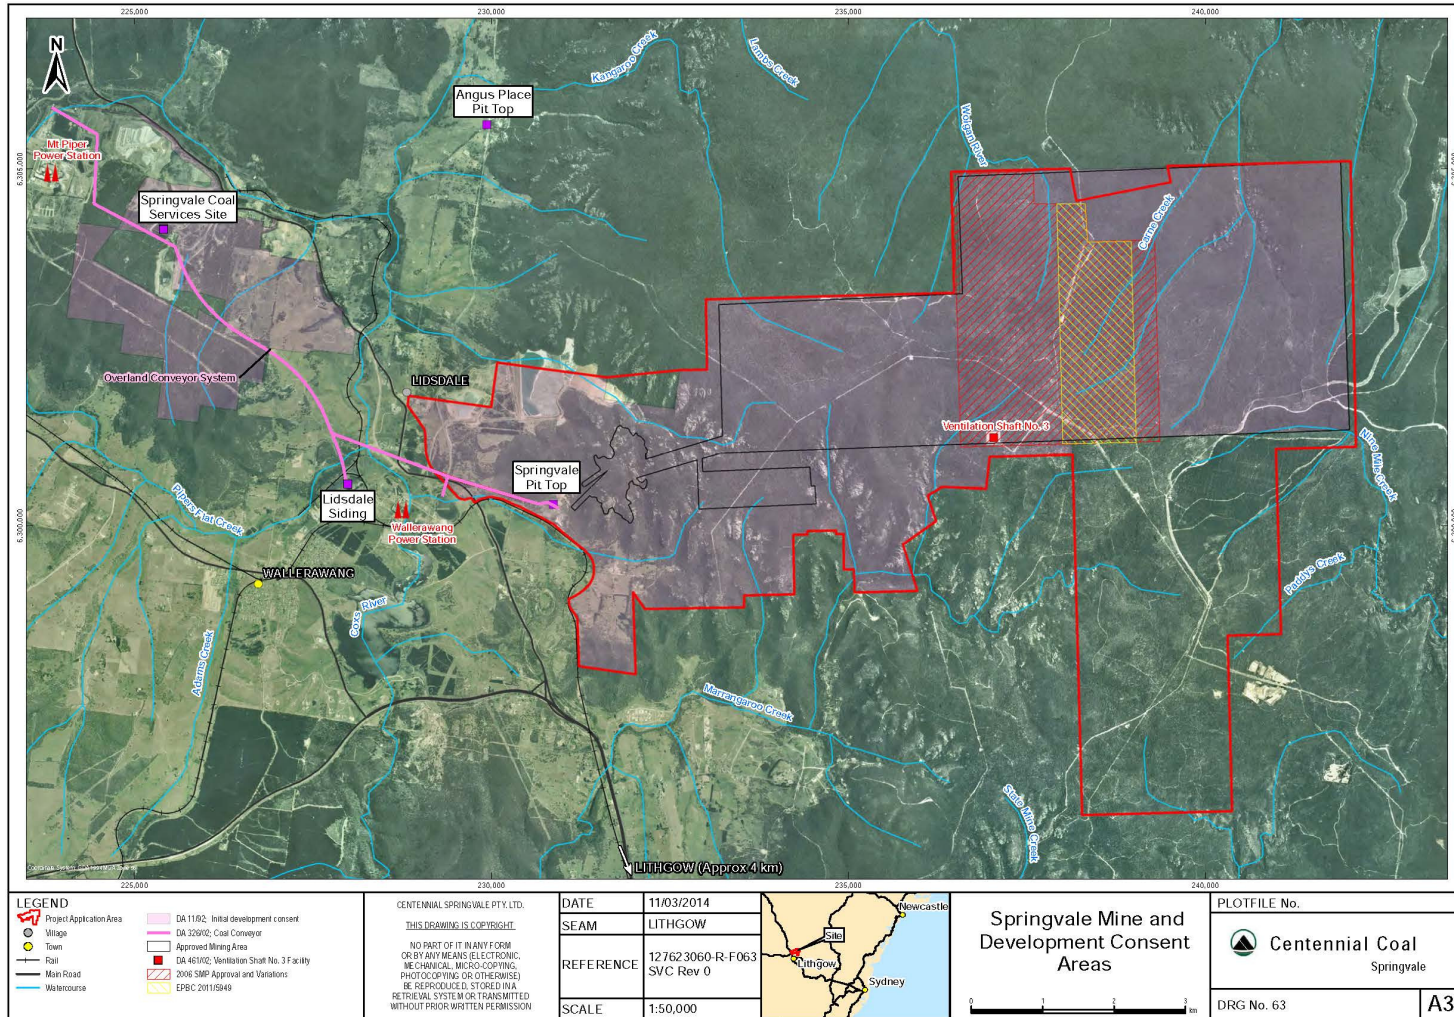 225,000
230,000
235,000
240,000
N
Kangaroo Creek
Lambs Creek
Angus Place
Pit Top
Wolgan River
6,305,000
Mt Piper
Power Station
Springvale Coal
Services Site
Carne Creek
Overland Conveyor System
LIDSDALE
Ventilation Shaft No. 3
Nine Mile Creek
Springvale
Pit Top
Lidsdale
Siding
Pipers Flat Creek
Wallerawang
Power Station
6,300,000
WALLERAWANG
Paddys Creek
Coxs River
Adams Creek
Marrangaroo Creek
State Mine Creek
LITHGOW (Approx 4 km)
225,000
230,000
235,000
240,000
LEGEND
Project Application Area
Village
Town
Rail
Main Road
Watercourse
DA 11/92; Initial development consent
DA 326/02; Coal Conveyor
Approved Mining Area
DA 461/02; Ventilation Shaft No. 3 Facility
2006 SMP Approval and Variations
EPBC 2011/5949
CENTENNIAL SPRINGVALE PTY. LTD.
THIS DRAWING IS COPYRIGHT.
NO PART OF IT IN ANY FORM
OR BY ANY MEANS (ELECTRONIC,
MECHANICAL, MICRO-COPYING,
PHOTOCOPYING OR OTHERWISE)
BE REPRODUCED, STORED IN A
RETRIEVAL SYSTEM OR TRANSMITTED
WITHOUT PRIOR WRITTEN PERMISSION
DATE 11/03/2014
SEAM LITHGOW
REFERENCE 127623060-R-F063
SVC Rev 0
SCALE 1:50,000
Newcastle
Site
Lithgow
Sydney
Springvale Mine and
Development Consent
Areas
0 1 2 3
km
PLOTFILE No.
Centennial Coal
Springvale
DRG No. 63
A3